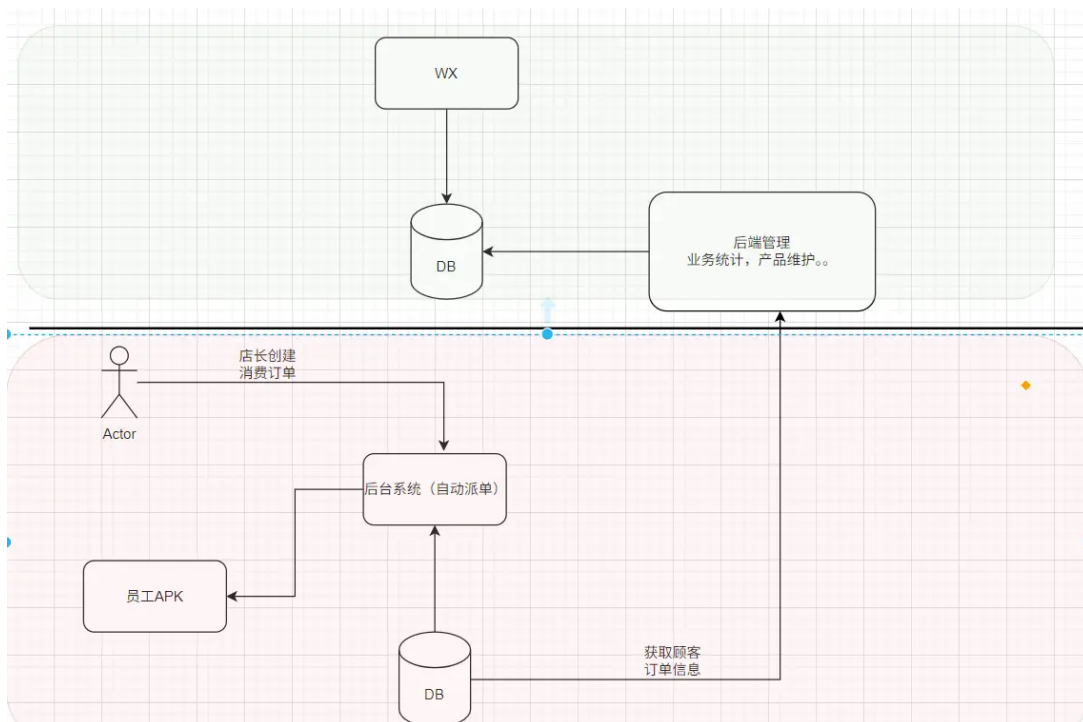 WX
DB
后端管理
业务统计，产品维护。。
店长创建
消费订单
Actor
后台系统（自动派单）
员工APK
获取顾客
订单信息
DB